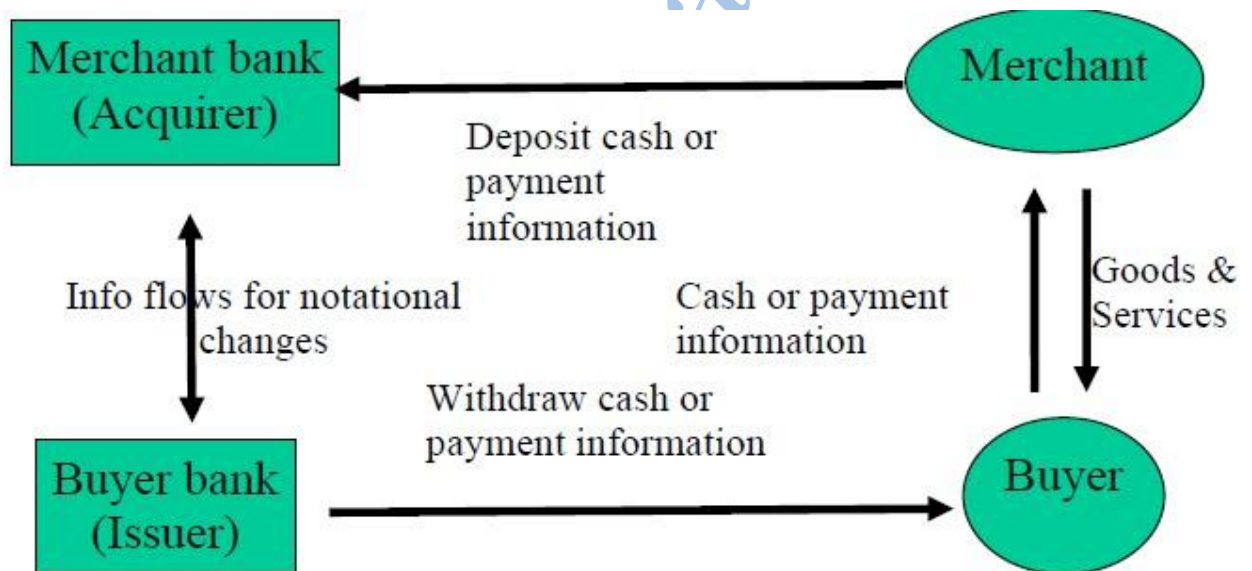 Merchant bank
(Acquirer)
Merchant
Deposit cash or
payment
information
Info flows for notational
changes
Cash or payment
information
Goods &
Services
Withdraw cash or
payment information
Buyer bank
(Issuer)
Buyer